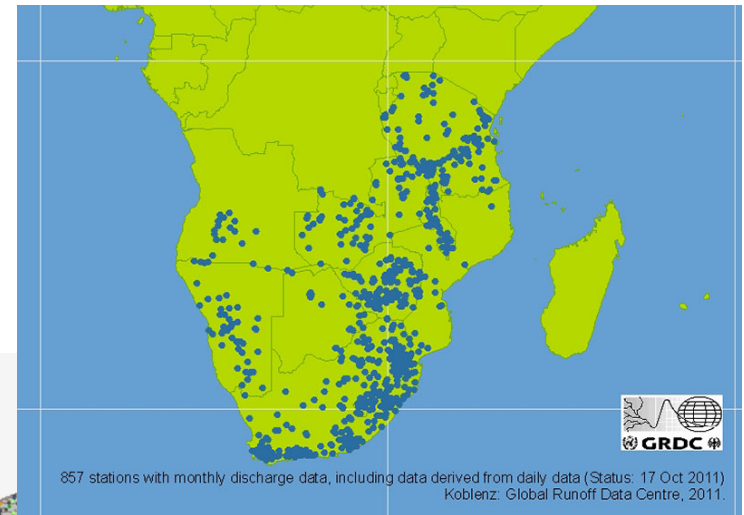 GRDC
857 stations with monthly discharge data, including data derived from daily data (Status: 17 Oct 2011)
Koblenz: Global Runoff Data Centre, 2011.